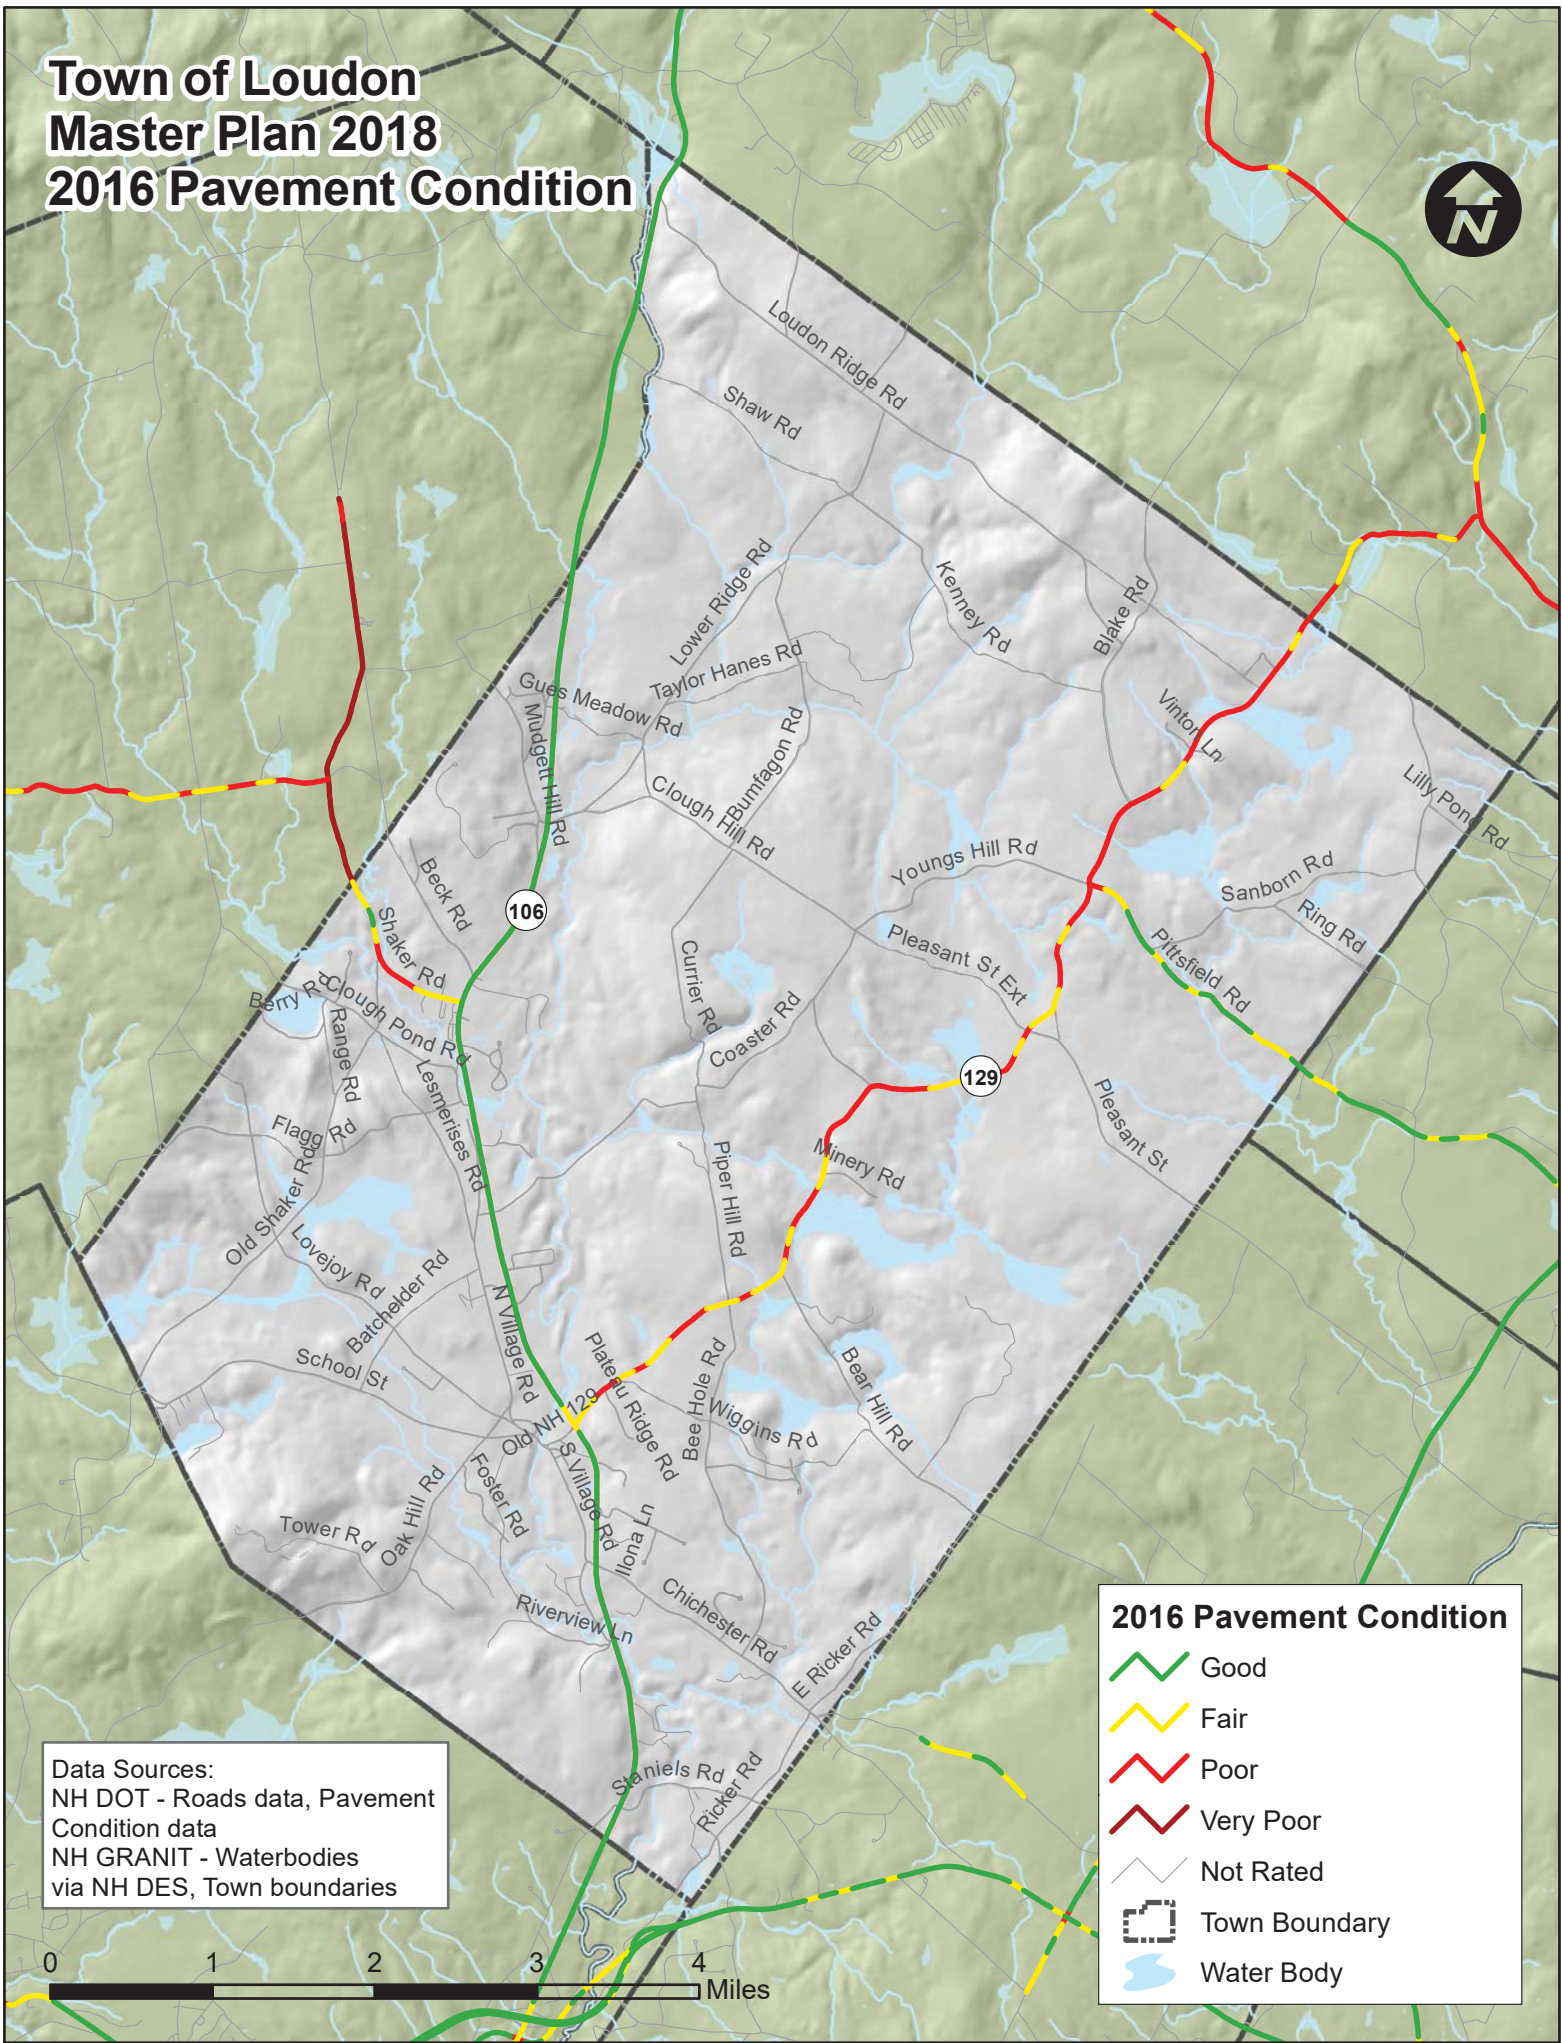 Town of Loudon
Master Plan 2018
2016 Pavement Condition
N
Loudon Ridge Rd
Shaw Rd
Lower Ridge Rd
Kenney Rd
Blake Rd
Taylor Hanes Rd
Gues Meadow Rd
Mudgett Hill Rd
Bumfagon Rd
Vinton Ln
Lilly Pond Rd
Clough Hill Rd
Youngs Hill Rd
Sanborn Rd
Ring Rd
Beck Rd
106
Shaker Rd
Pleasant St Ext
Pittsfield Rd
Currier Rd
Berry Rd
Clough Pond Rd
Range Rd
Coaster Rd
129
Lesmerises Rd
Pleasant St
Flagg Rd
Minery Rd
Piper Hill Rd
Old Shaker Rd
Lovejoy Rd
Batchelder Rd
N Village Rd
School St
Plateau Ridge Rd
Bee Hole Rd
Bear Hill Rd
Old NH 129
Wiggins Rd
S Village Rd
Foster Rd
Oak Hill Rd
Tower Rd
Ilona Ln
Chichester Rd
Riverview Ln
E Ricker Rd
Staniels Rd
Ricker Rd
2016 Pavement Condition
Good
Fair
Poor
Very Poor
Not Rated
Town Boundary
Water Body
Data Sources:
NH DOT - Roads data, Pavement
Condition data
NH GRANIT - Waterbodies
via NH DES, Town boundaries
0 1 2 3 4
Miles